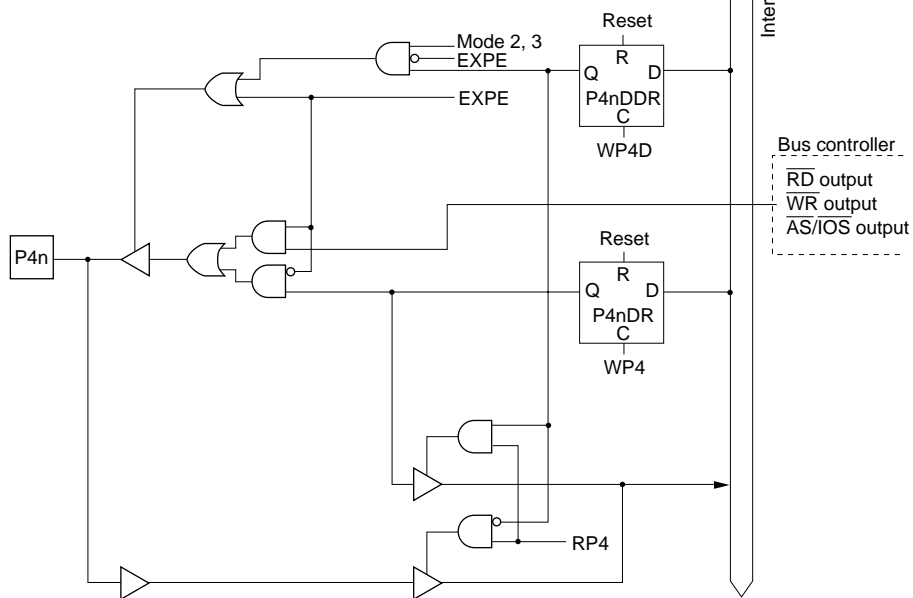 Reset
Inter
Mode 2, 3
EXPE
EXPE
R
Q D
P4nDDR
C
WP4D
Bus controller
RD output
WR output
AS/IOS output
P4n
Reset
R
Q D
P4nDR
C
WP4
RP4